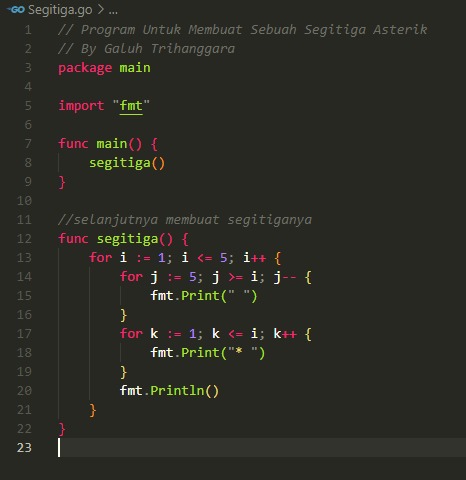 GO Segitiga.go > ...
1 // Program Untuk Membuat Sebuah Segitiga Asterik
2 // By Galuh Trihanggara
3 package main
4
5 import "fmt"
6
7 func main() {
8     segitiga()
9 }
10
11 //selanjutnya membuat segitiganya
12 func segitiga() {
13     for i := 1; i <= 5; i++ {
14         for j := 5; j >= i; j-- {
15             fmt.Print(" ")
16         }
17         for k := 1; k <= i; k++ {
18             fmt.Print("* ")
19         }
20         fmt.Println()
21     }
22 }
23